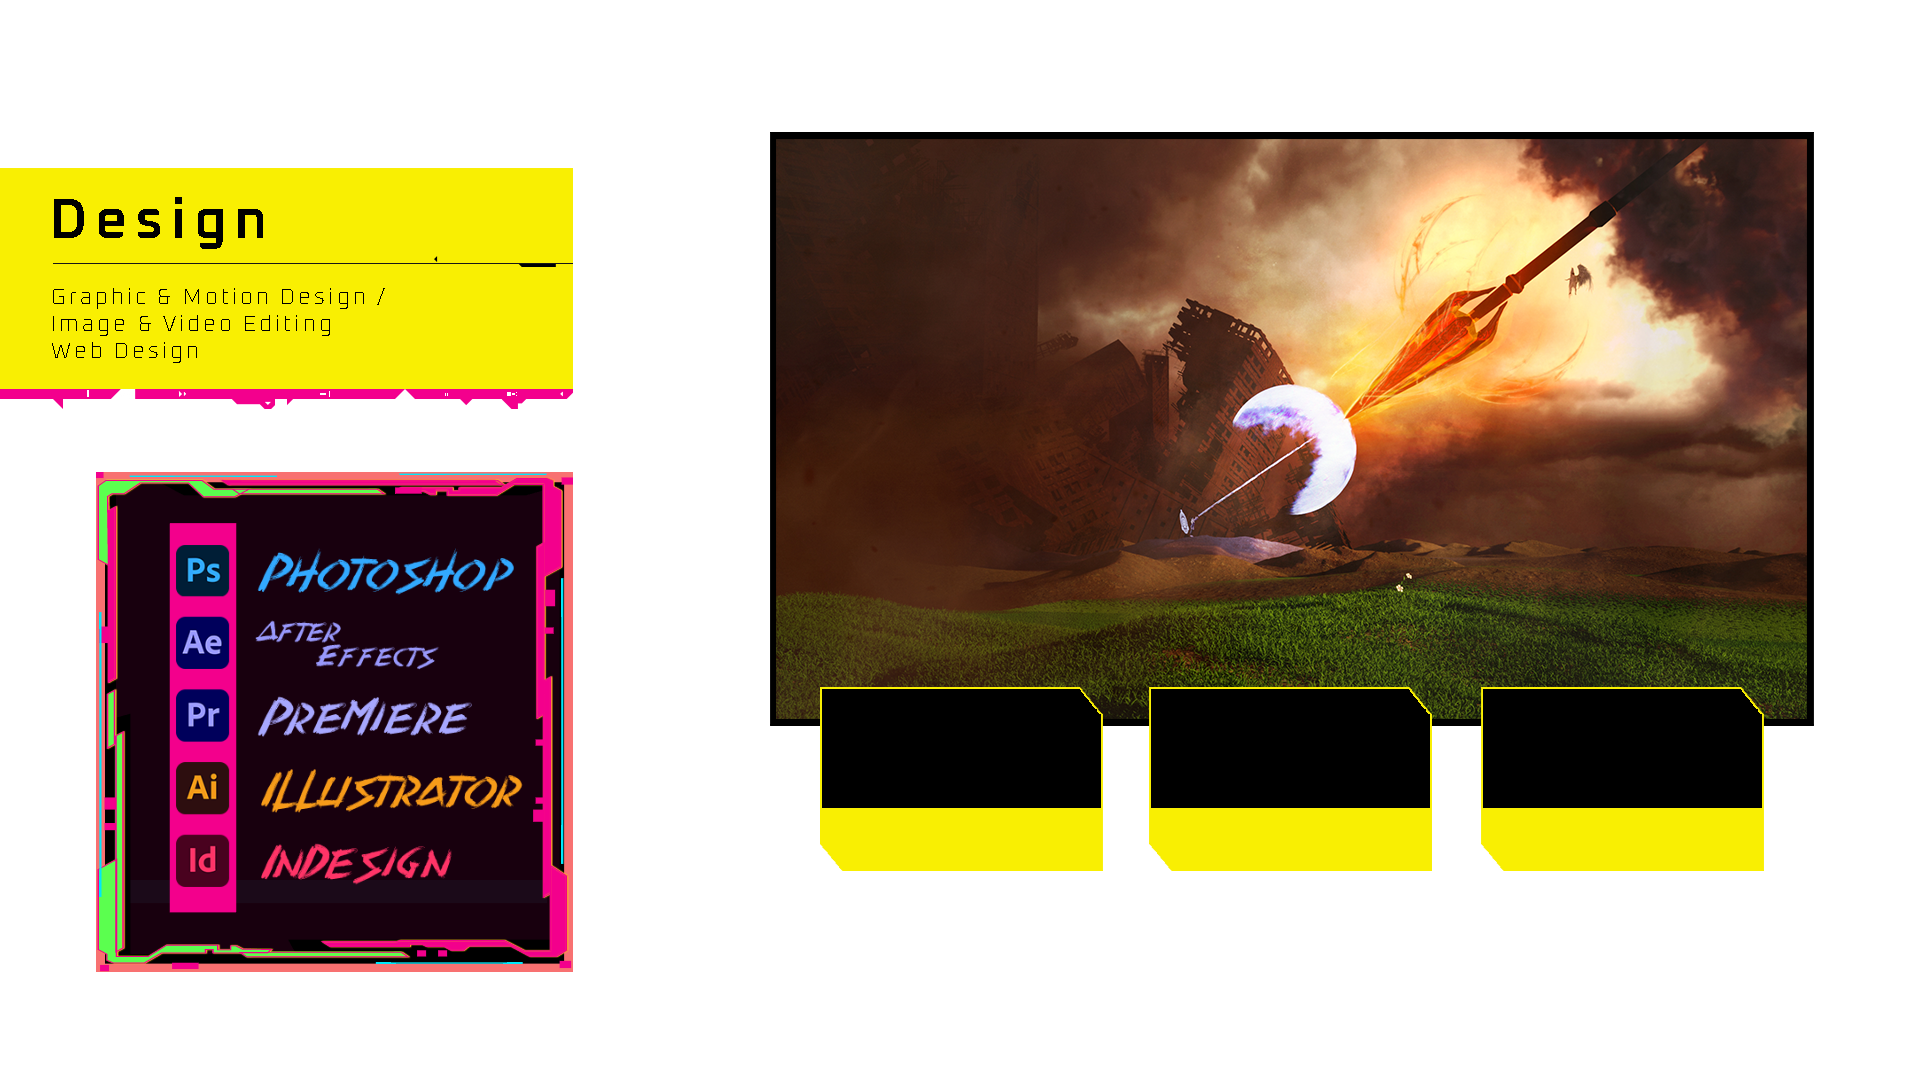 Design
Graphic & Motion Design /
Image & Video Editing
Web Design
Ps PHOTOSHOP
Ae AFTER
EFFECTS
Pr PREMIERE
Ai ILLUSTRATOR
Id INDESIGN